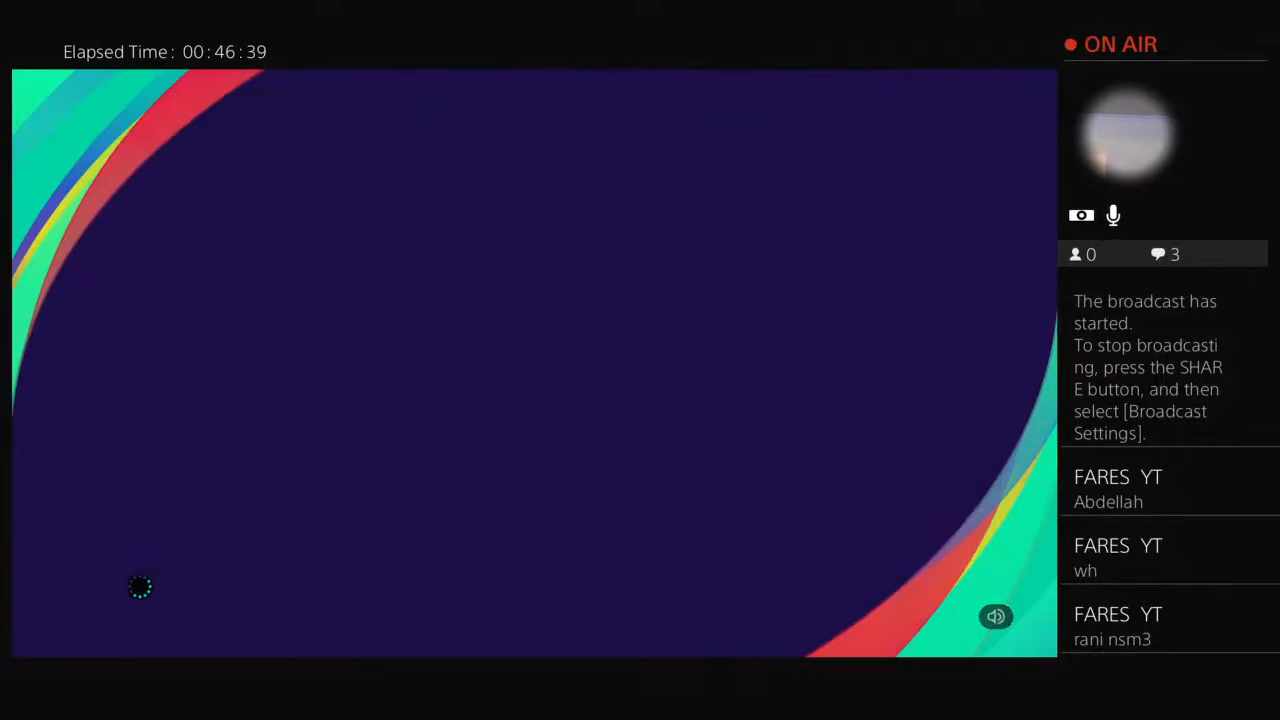 Elapsed Time: 00:46:39
ON AIR
0
3
The broadcast has
started.
To stop broadcasti
ng, press the SHAR
E button, and then
select [Broadcast
Settings].
FARES YT
Abdellah
FARES YT
wh
FARES YT
rani nsm3